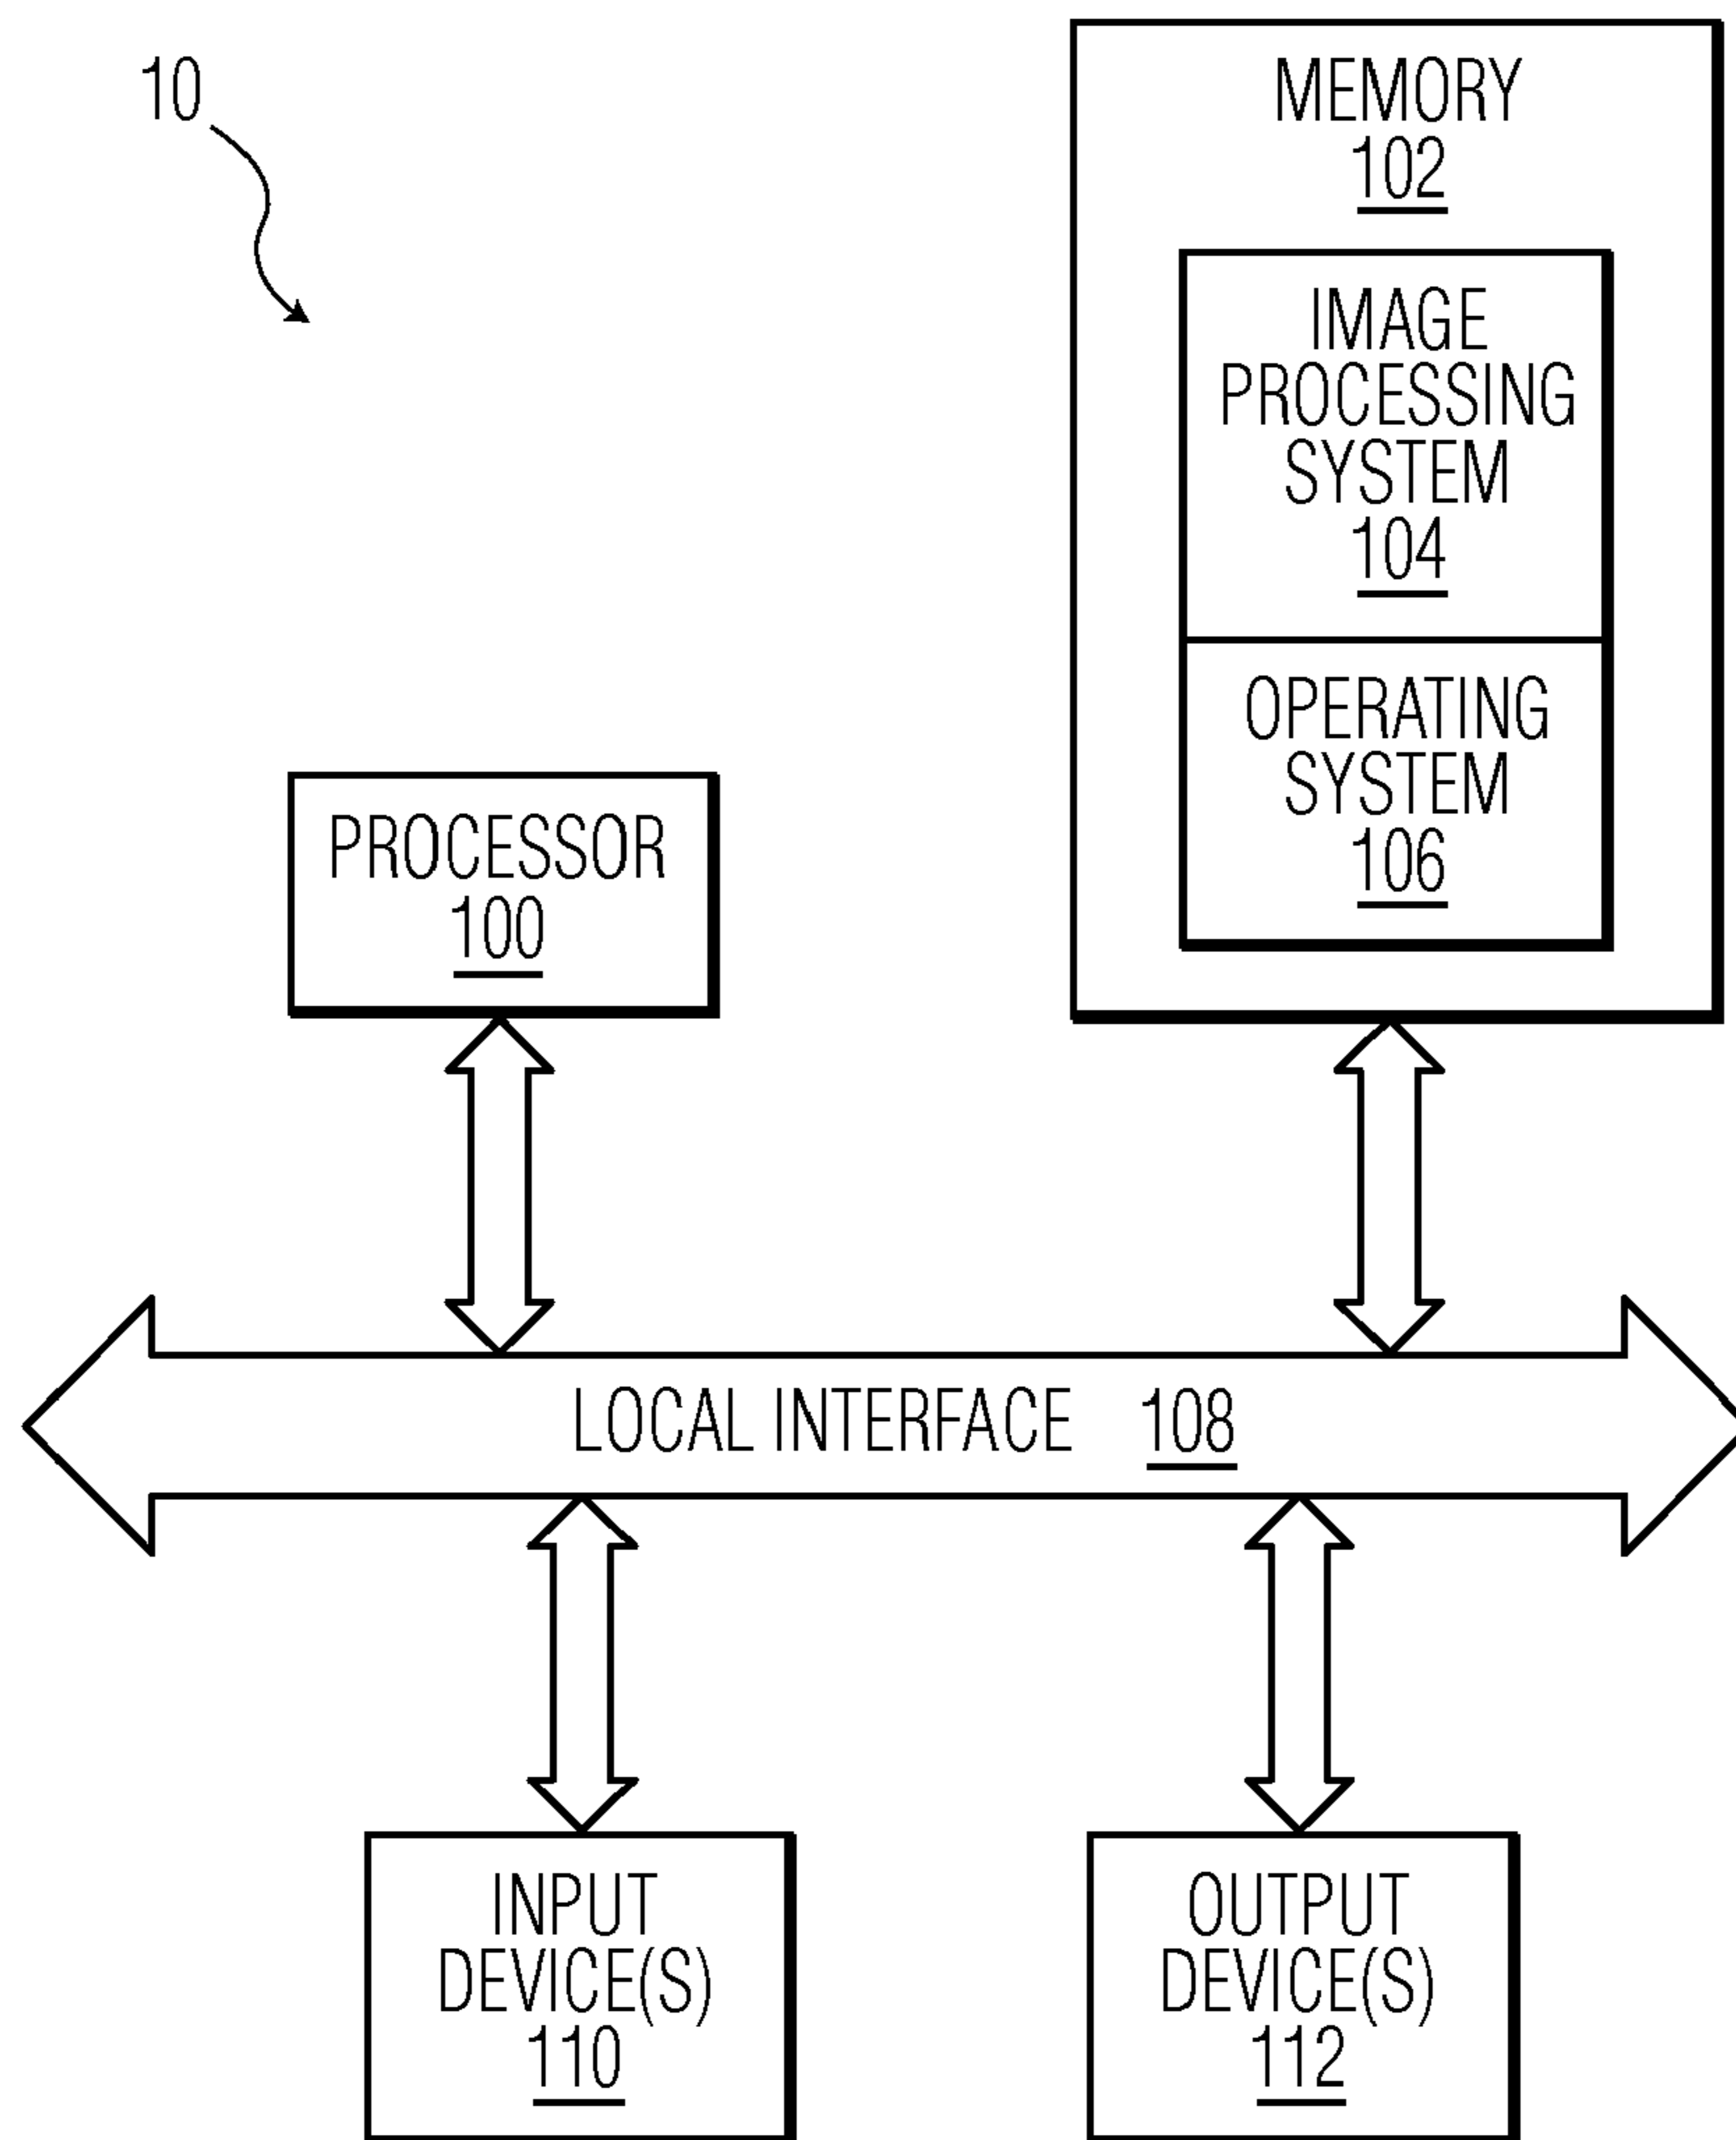 10
MEMORY
102
IMAGE
PROCESSING
SYSTEM
104
OPERATING
SYSTEM
106
PROCESSOR
100
LOCAL INTERFACE 108
INPUT
DEVICE(S)
110
OUTPUT
DEVICE(S)
112